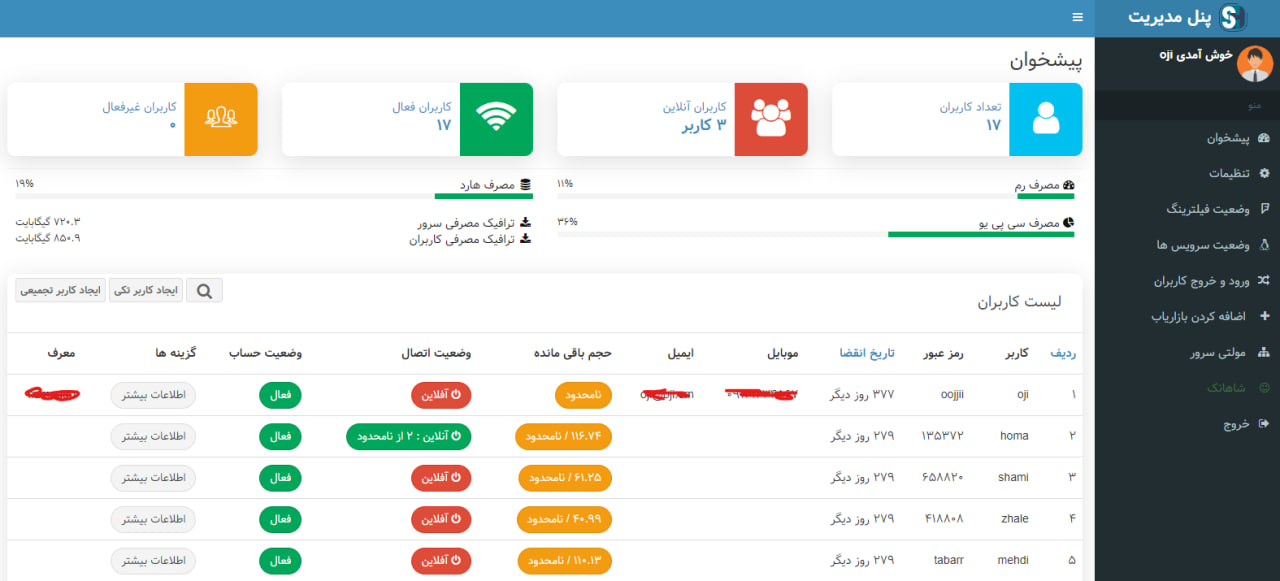 پنل مدیریت
خوش آمدی oji
منو
پیشخوان
تنظیمات
وضعیت فیلترینگ
وضعیت سرویس ها
ورود و خروج کاربران
اضافه کردن بازاریاب
مولتی سرور
شاهانک
خروج
پیشخوان
تعداد کاربران
۱۷
کاربران آنلاین
۳ کاربر
کاربران فعال
۱۷
کاربران غیرفعال
۰
مصرف رم ۱۱%
مصرف هارد ۱۹%
مصرف سی پی یو ۳۶%
ترافیک مصرفی سرور ۷۲۰.۳ گیگابایت
ترافیک مصرفی کاربران ۸۵۰.۹ گیگابایت
لیست کاربران
ایجاد کاربر تکی ایجاد کاربر تجمیعی
ردیف کاربر رمز عبور تاریخ انقضا موبایل ایمیل حجم باقی مانده وضعیت اتصال وضعیت حساب گزینه ها معرف
۱ oji oojjii ۳۷۷ روز دیگر نامحدود آفلاین فعال اطلاعات بیشتر
۲ homa ۱۳۵۳۷۲ ۲۷۹ روز دیگر ۱۱۶.۷۴ / نامحدود آنلاین : ۲ از نامحدود فعال اطلاعات بیشتر
۳ shami ۶۵۸۸۲۰ ۲۷۹ روز دیگر ۶۱.۲۵ / نامحدود آفلاین فعال اطلاعات بیشتر
۴ zhale ۴۱۸۸۰۸ ۲۷۹ روز دیگر ۴۰.۹۹ / نامحدود آفلاین فعال اطلاعات بیشتر
۵ mehdi tabarr ۲۷۹ روز دیگر ۱۱۰.۱۳ / نامحدود آفلاین فعال اطلاعات بیشتر